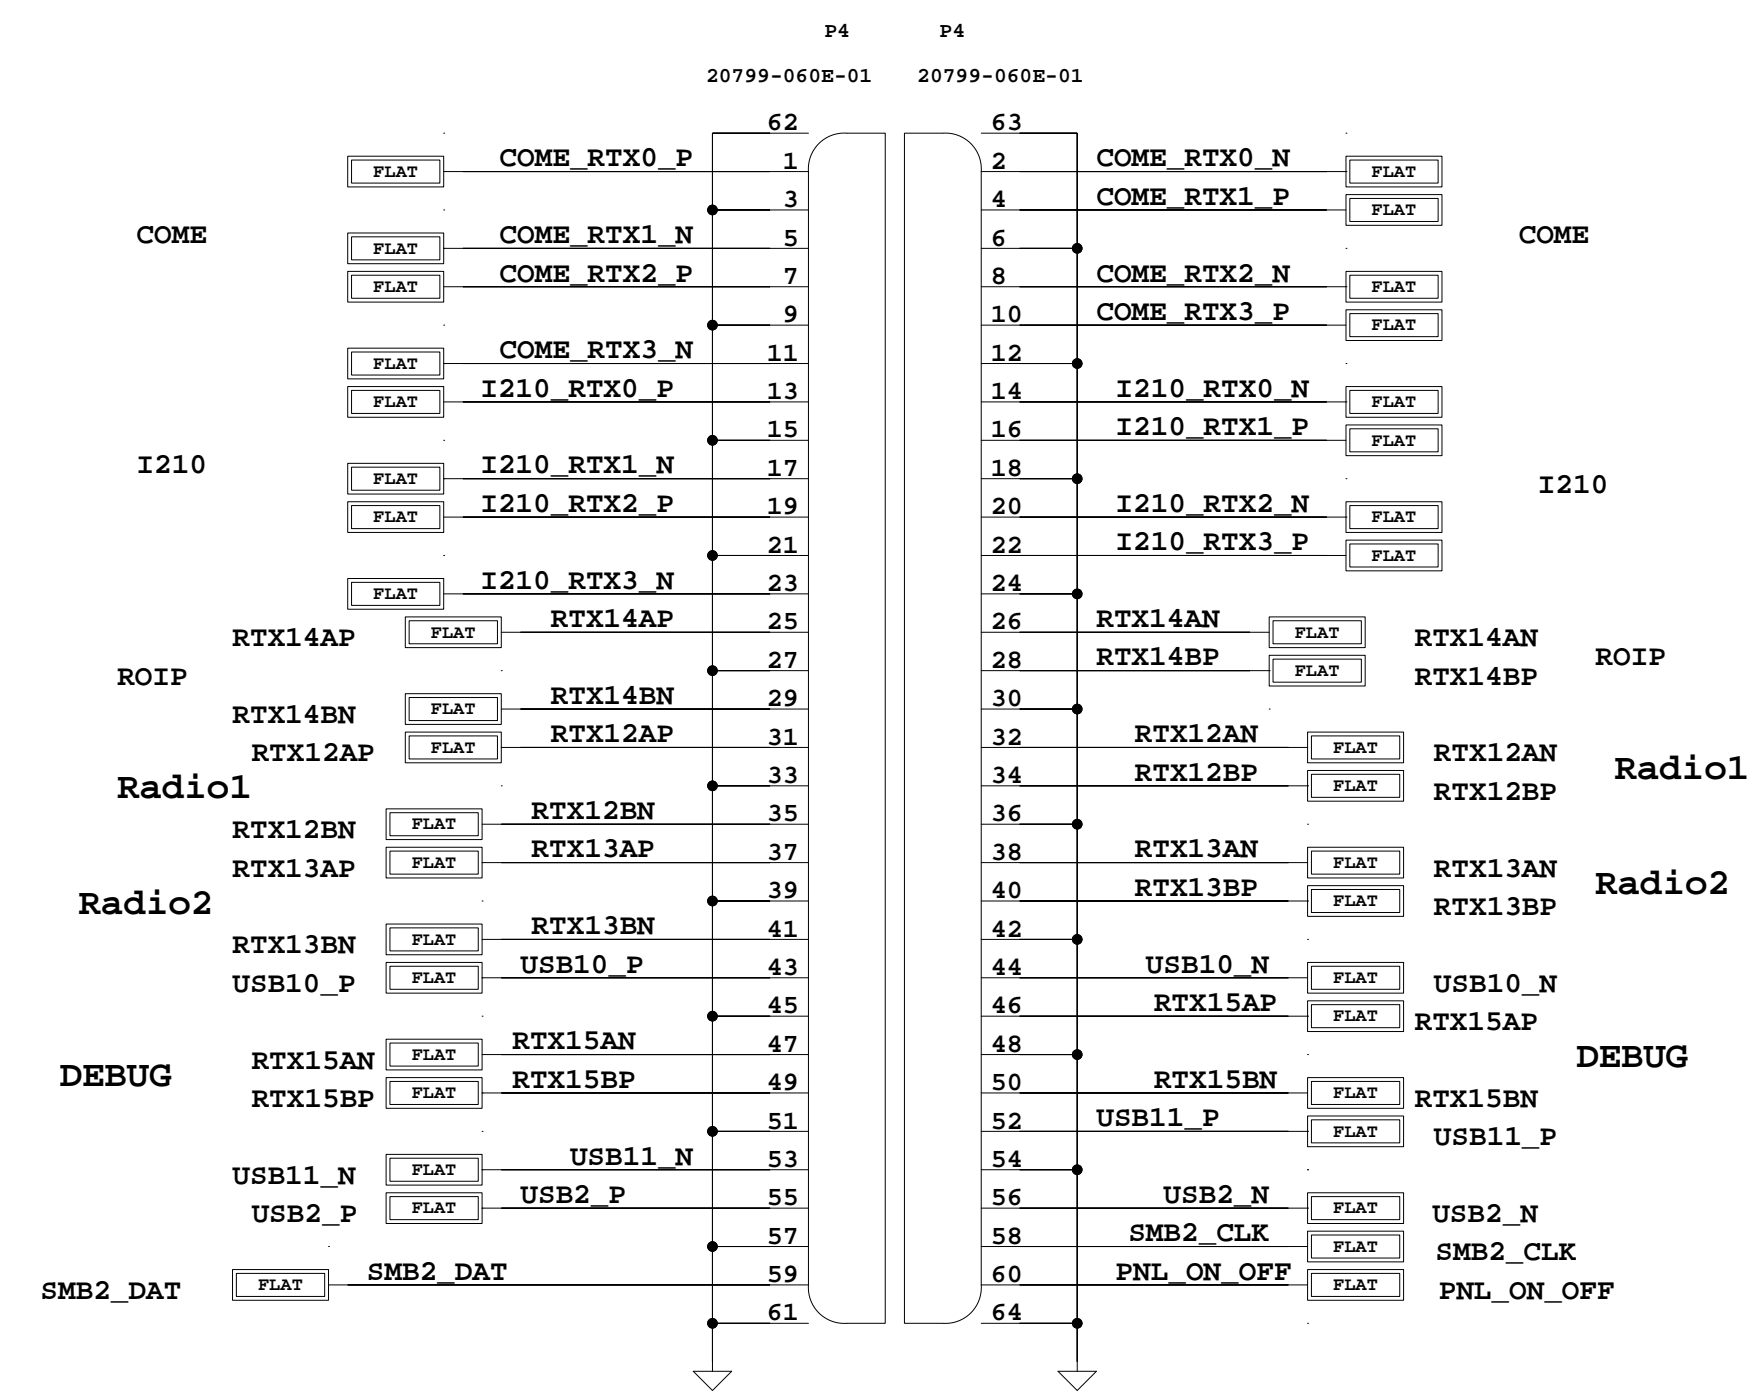 P4 P4
20799-060E-01 20799-060E-01
62 63
FLAT COME_RTX0_P 1 2 COME_RTX0_N FLAT
3 4 COME_RTX1_P FLAT
COME FLAT COME_RTX1_N 5 6 COME
FLAT COME_RTX2_P 7 8 COME_RTX2_N FLAT
9 10 COME_RTX3_P FLAT
FLAT COME_RTX3_N 11 12
FLAT I210_RTX0_P 13 14 I210_RTX0_N FLAT
15 16 I210_RTX1_P FLAT
I210 FLAT I210_RTX1_N 17 18 I210
FLAT I210_RTX2_P 19 20 I210_RTX2_N FLAT
21 22 I210_RTX3_P FLAT
FLAT I210_RTX3_N 23 24
RTX14AP FLAT RTX14AP 25 26 RTX14AN FLAT RTX14AN
ROIP 27 28 RTX14BP FLAT RTX14BP ROIP
RTX14BN FLAT RTX14BN 29 30
RTX12AP FLAT RTX12AP 31 32 RTX12AN FLAT RTX12AN
Radio1 33 34 RTX12BP FLAT RTX12BP Radio1
RTX12BN FLAT RTX12BN 35 36
RTX13AP FLAT RTX13AP 37 38 RTX13AN FLAT RTX13AN
Radio2 39 40 RTX13BP FLAT RTX13BP Radio2
RTX13BN FLAT RTX13BN 41 42
USB10_P FLAT USB10_P 43 44 USB10_N FLAT USB10_N
45 46 RTX15AP FLAT RTX15AP
RTX15AN FLAT RTX15AN 47 48 DEBUG
DEBUG RTX15BP FLAT RTX15BP 49 50 RTX15BN FLAT RTX15BN
51 52 USB11_P FLAT USB11_P
USB11_N FLAT USB11_N 53 54
USB2_P FLAT USB2_P 55 56 USB2_N FLAT USB2_N
57 58 SMB2_CLK FLAT SMB2_CLK
SMB2_DAT FLAT SMB2_DAT 59 60 PNL_ON_OFF FLAT PNL_ON_OFF
61 64